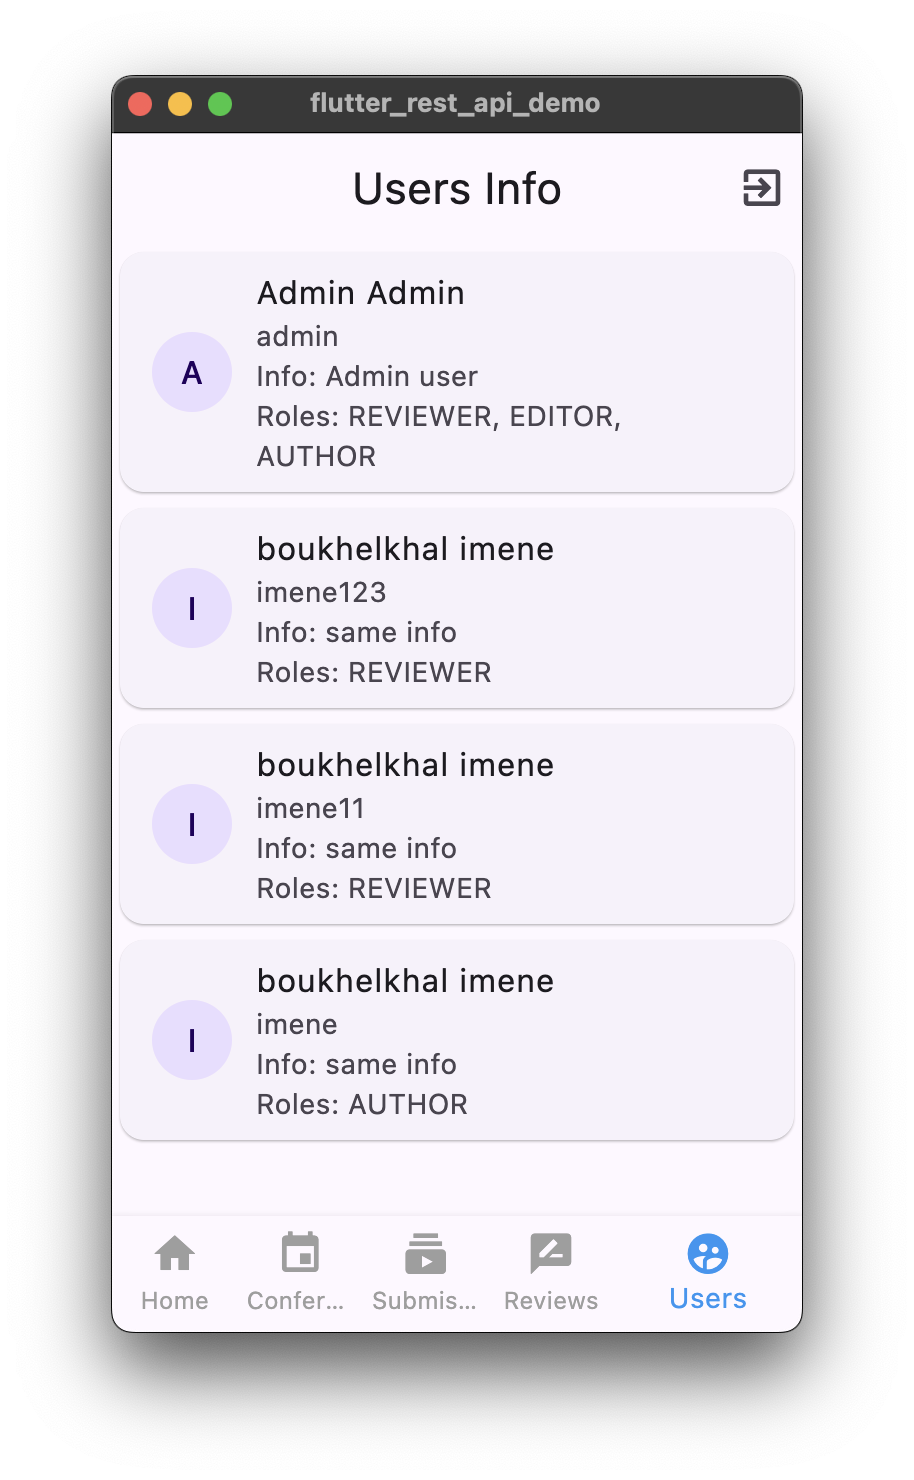 flutter_rest_api_demo
Users Info
Admin Admin
admin
A
Info: Admin user
Roles: REVIEWER, EDITOR,
AUTHOR
boukhelkhal imene
imene123
I
Info: same info
Roles: REVIEWER
boukhelkhal imene
imene11
I
Info: same info
Roles: REVIEWER
boukhelkhal imene
imene
I
Info: same info
Roles: AUTHOR
Home
Confer...
Submis...
Reviews
Users